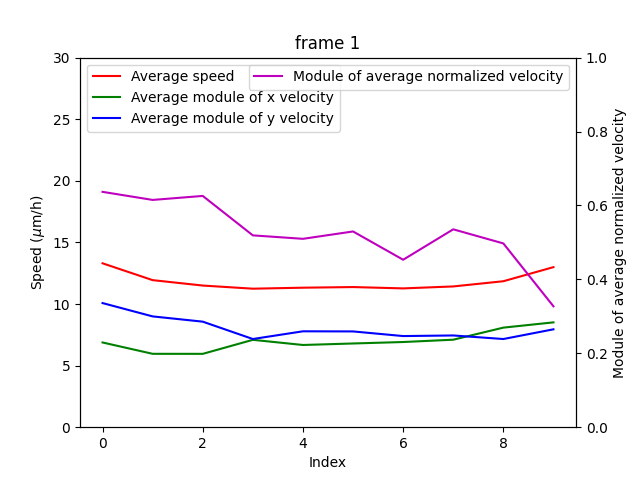 frame 1
30
25
20
15
10
5
0
Speed (μm/h)
Average speed
Average module of x velocity
Average module of y velocity
Module of average normalized velocity
1.0
0.8
0.6
0.4
0.2
0.0
Module of average normalized velocity
0 2 4 6 8
Index